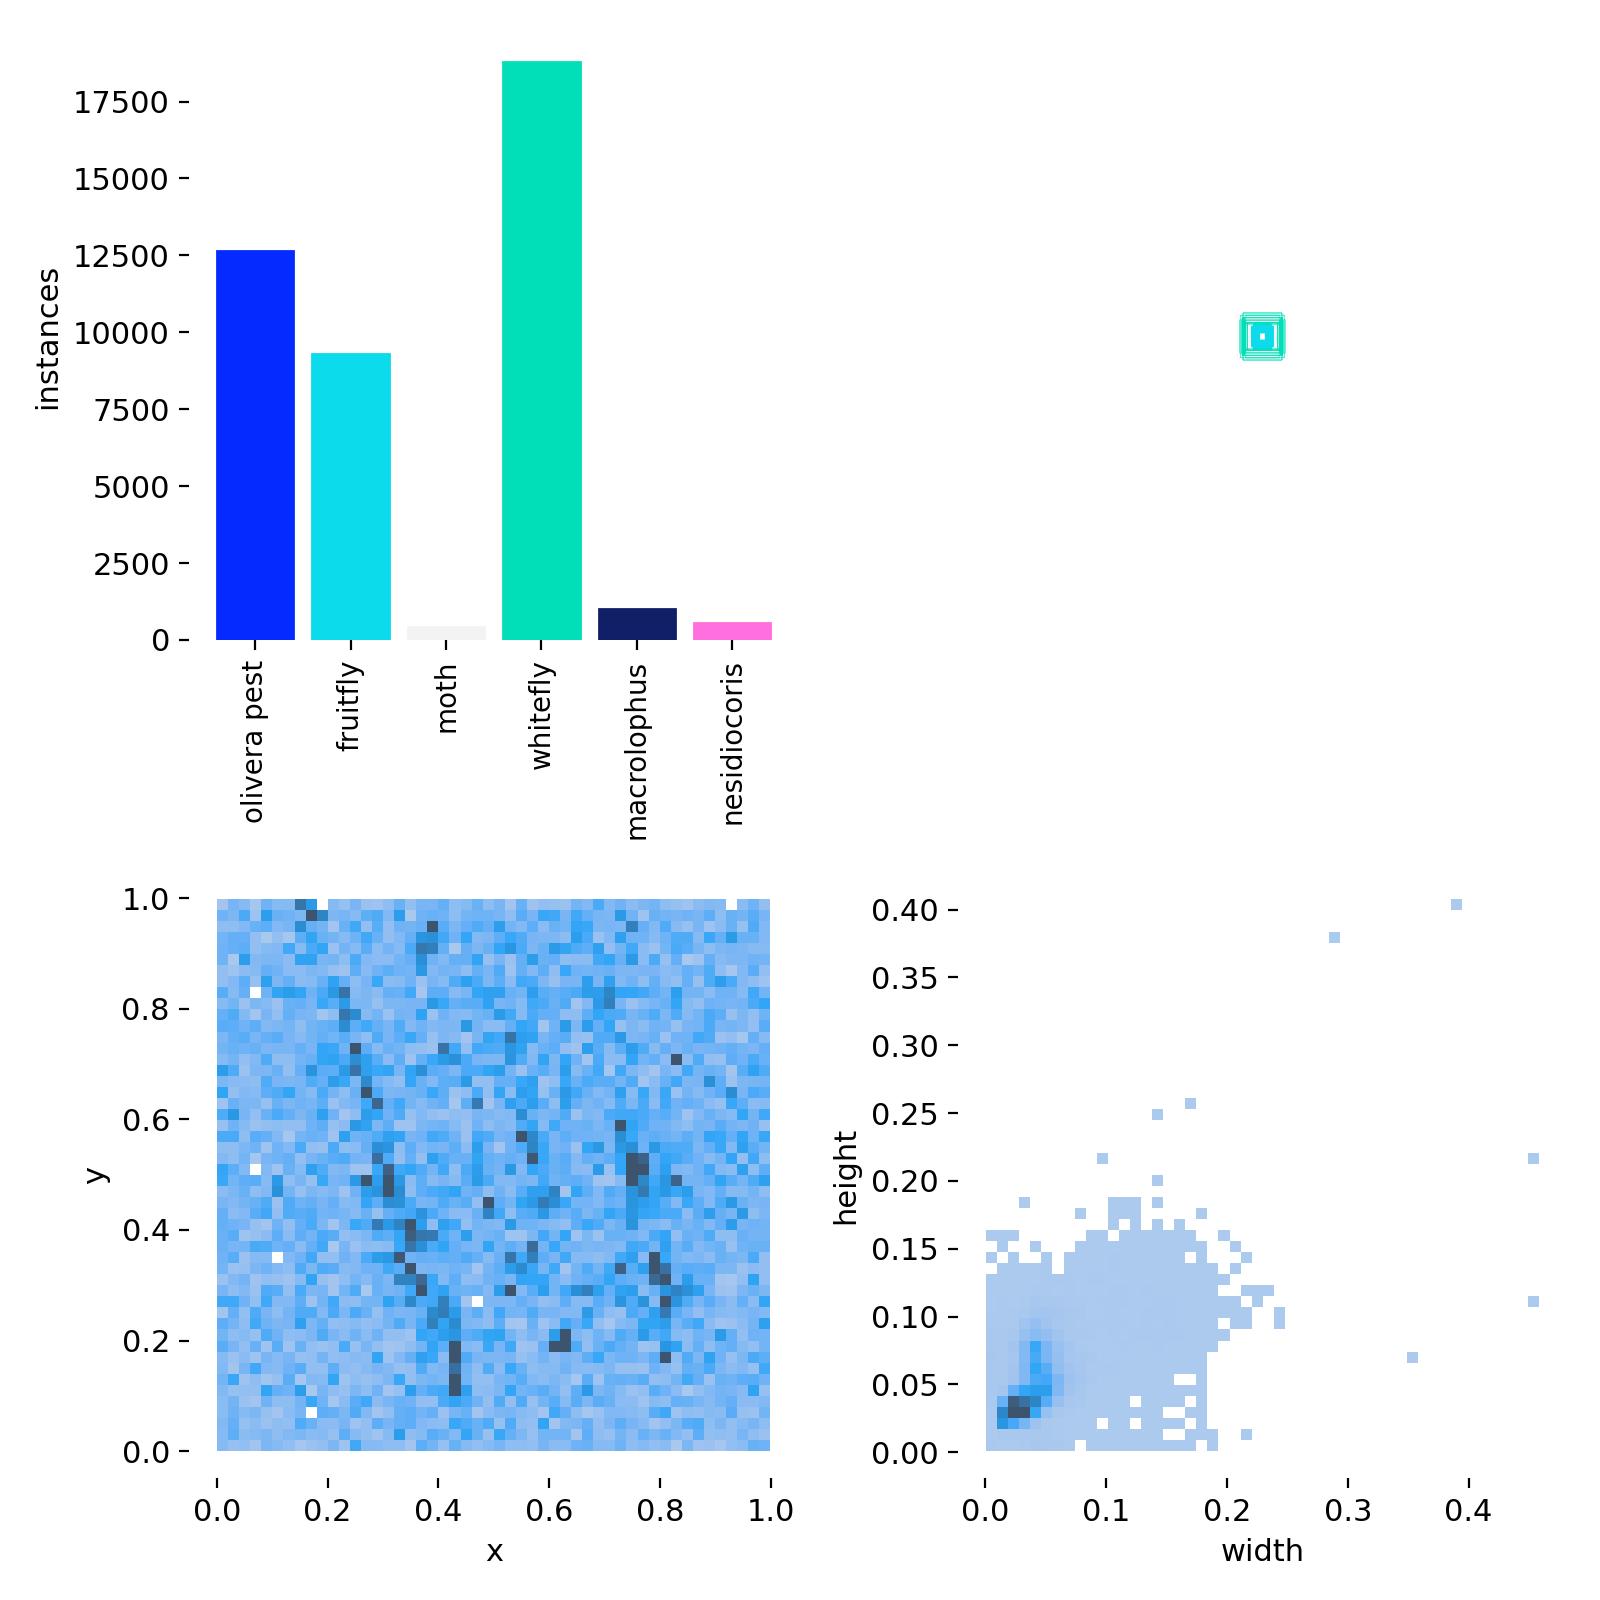 instances
17500
15000
12500
10000
7500
5000
2500
0
olivera pest
fruitfly
moth
whitefly
macrolophus
nesidiocoris
y
1.0
0.8
0.6
0.4
0.2
0.0
0.0 0.2 0.4 0.6 0.8 1.0
x
height
0.40
0.35
0.30
0.25
0.20
0.15
0.10
0.05
0.00
0.0 0.1 0.2 0.3 0.4
width